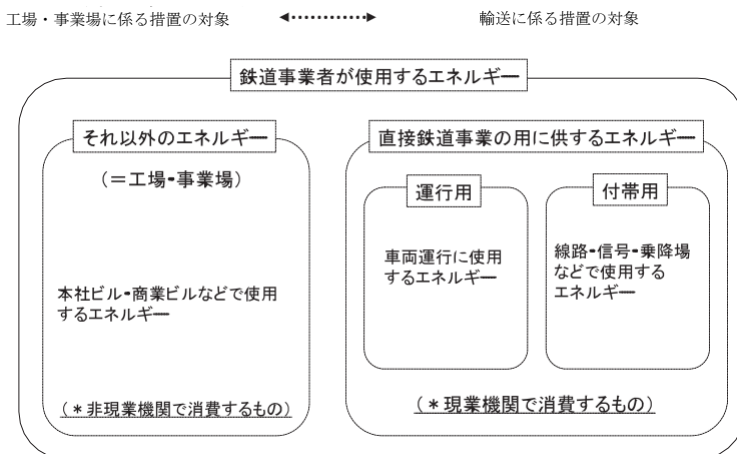 工場・事業場に係る措置の対象
輸送に係る措置の対象
鉄道事業者が使用するエネルギー
それ以外のエネルギー
(＝工場・事業場)
本社ビル・商業ビルなどで使用
するエネルギー
(＊非現業機関で消費するもの)
直接鉄道事業の用に供するエネルギー
運行用
車両運行に使用
するエネルギー
付帯用
線路・信号・乗降場
などで使用する
エネルギー
(＊現業機関で消費するもの)